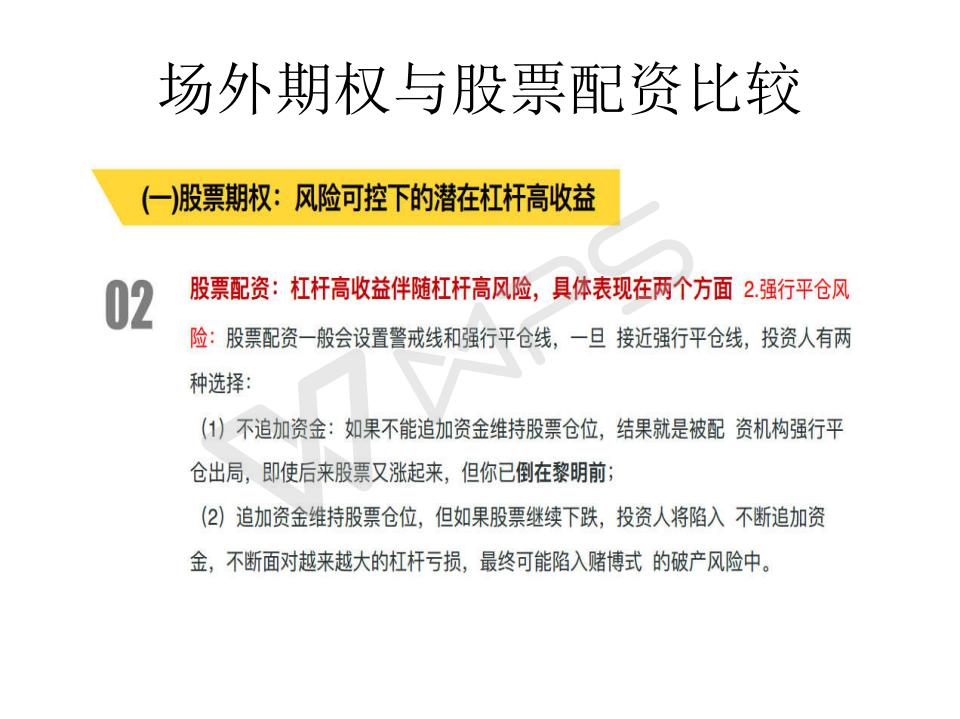 场外期权与股票配资比较
(一)股票期权：风险可控下的潜在杠杆高收益
02
股票配资：杠杆高收益伴随杠杆高风险，具体表现在两个方面 2.强行平仓风
险：股票配资一般会设置警戒线和强行平仓线，一旦 接近强行平仓线，投资人有两
种选择：
（1）不追加资金：如果不能追加资金维持股票仓位，结果就是被配 资机构强行平
仓出局，即使后来股票又涨起来，但你已倒在黎明前；
（2）追加资金维持股票仓位，但如果股票继续下跌，投资人将陷入 不断追加资
金，不断面对越来越大的杠杆亏损，最终可能陷入赌博式 的破产风险中。
WPS